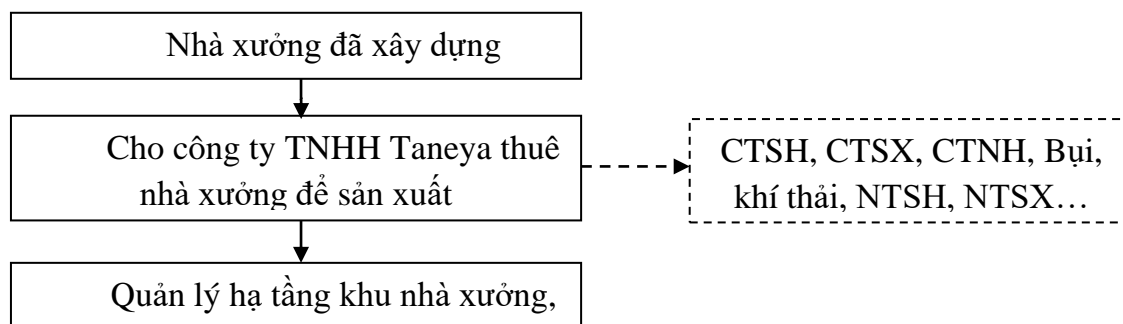 Nhà xưởng đã xây dựng
Cho công ty TNHH Taneya thuê
nhà xưởng để sản xuất
CTSH, CTSX, CTNH, Bụi,
khí thải, NTSH, NTSX…
Quản lý hạ tầng khu nhà xưởng,